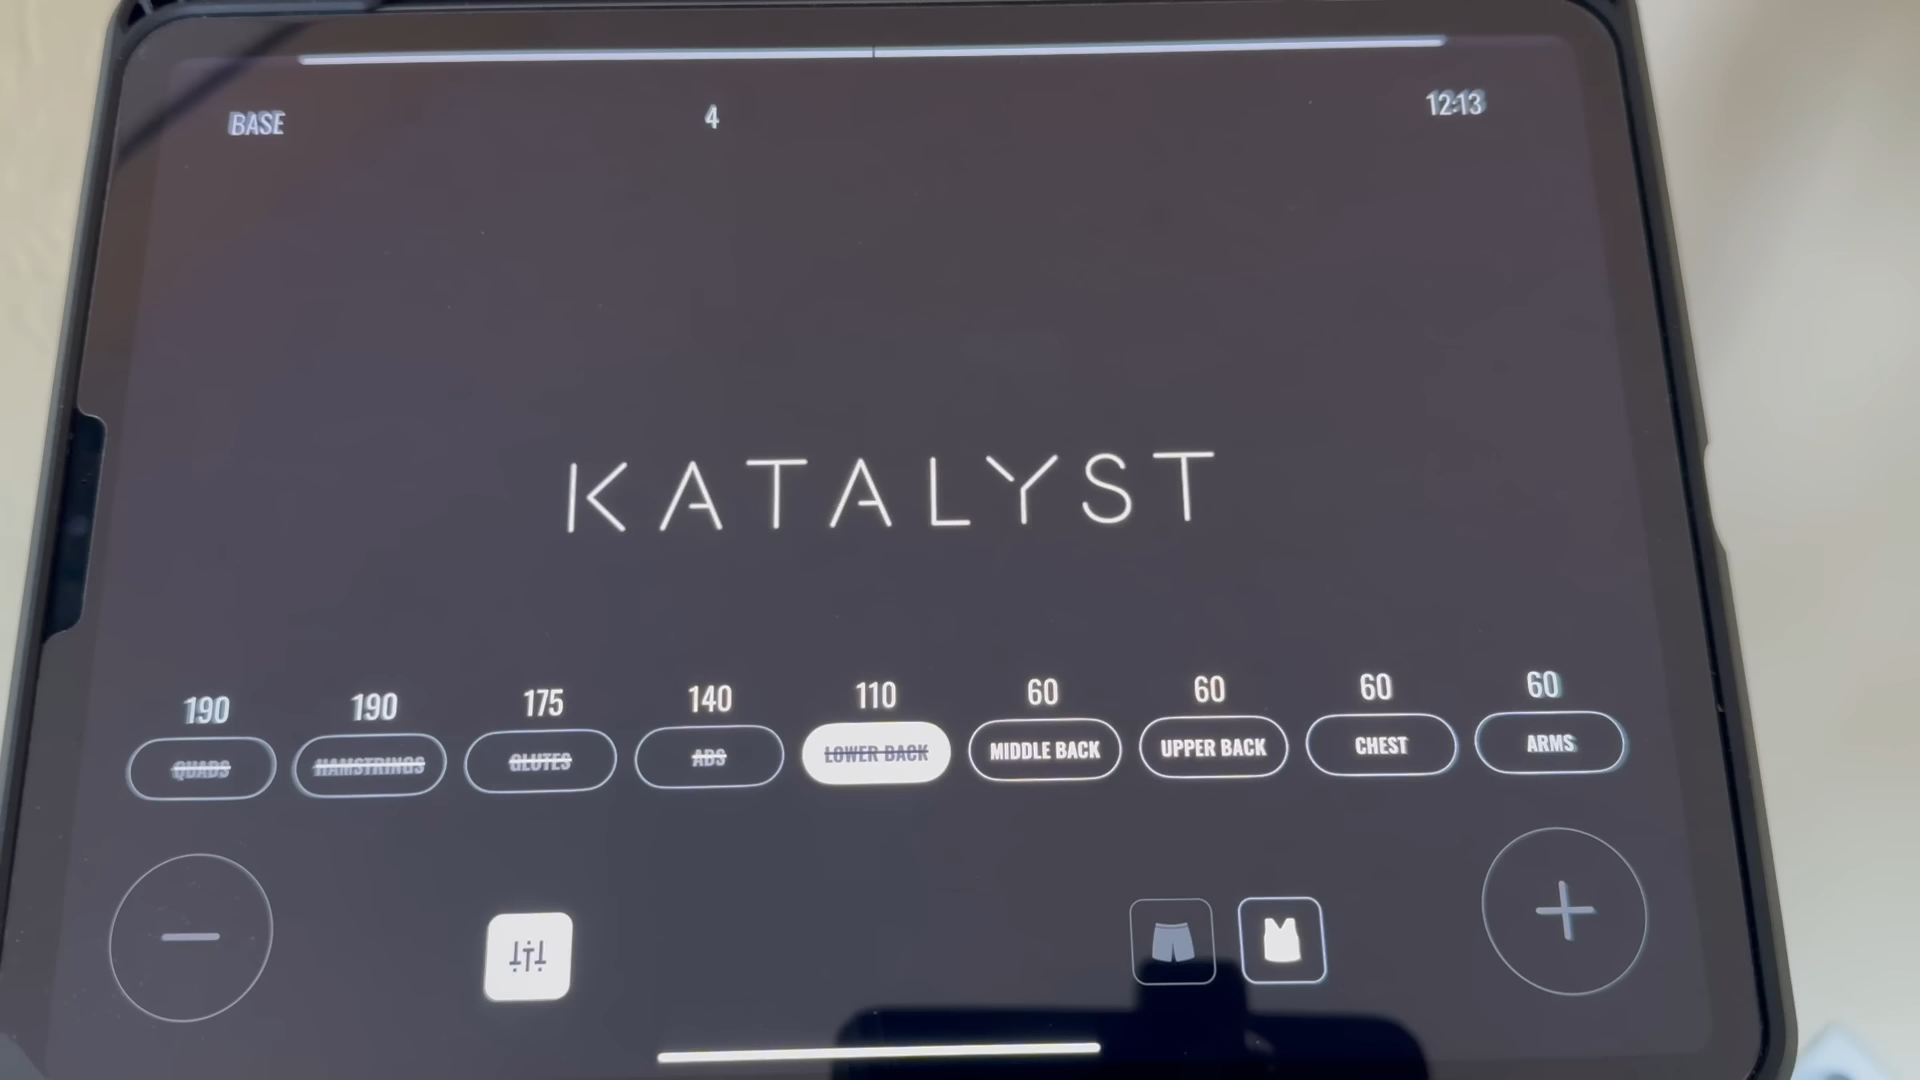 BASE 4 12:13
KATALYST
190 190 175 140 110 60 60 60 60
QUADS HAMSTRINGS GLUTES ABS LOWER BACK MIDDLE BACK UPPER BACK CHEST ARMS